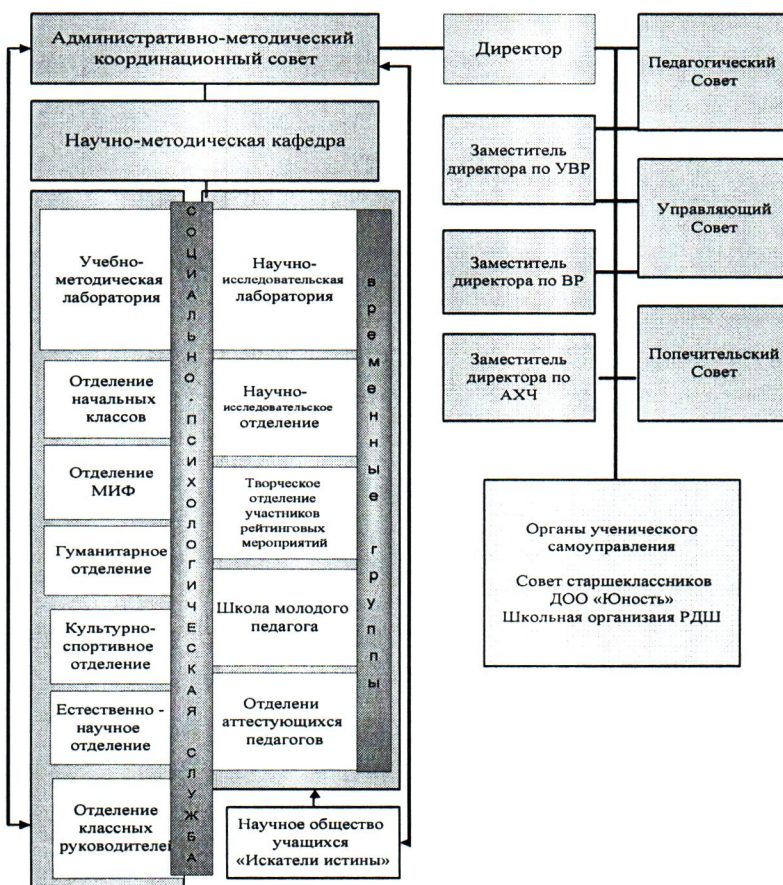 Административно-методический
координационный совет
Директор
Педагогический
Совет
Научно-методическая кафедра
Заместитель
директора по УВР
Управляющий
Совет
Заместитель
директора по ВР
Попечительский
Совет
Заместитель
директора по
АХЧ
Учебно-
методическая
лаборатория
Отделение
начальных
классов
Отделение
МИФ
Гуманитарное
отделение
Культурно-
спортивное
отделение
Естественно -
научное
отделение
Отделение
классных
руководителей
СОЦИАЛЬНО-ПСИХОЛОГИЧЕСКАЯ СЛУЖБА
Научно-
исследовательская
лаборатория
Научно-
исследовательское
отделение
Творческое
отделение
участников
рейтинговых
мероприятий
Школа молодого
педагога
Отделени
аттестующихся
педагогов
временные группы
Научное общество
учащихся
«Искатели истины»
Органы ученического
самоуправления
Совет старшеклассников
ДОО «Юность»
Школьная организаия РДШ